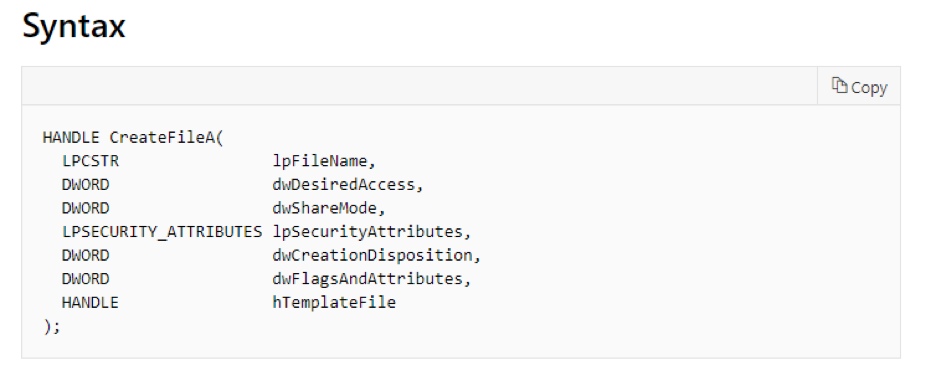 Syntax
Copy
HANDLE CreateFileA(
  LPCSTR                lpFileName,
  DWORD                 dwDesiredAccess,
  DWORD                 dwShareMode,
  LPSECURITY_ATTRIBUTES lpSecurityAttributes,
  DWORD                 dwCreationDisposition,
  DWORD                 dwFlagsAndAttributes,
  HANDLE                hTemplateFile
);